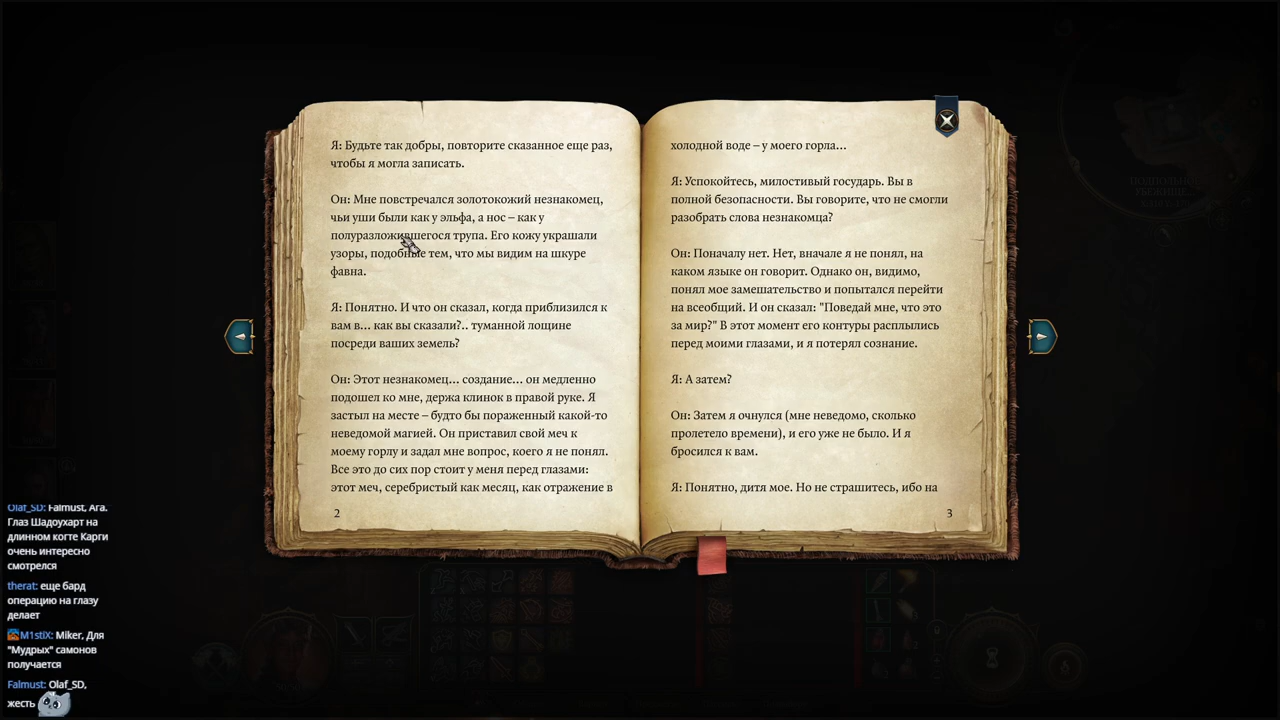 Я: Будьте так добры, повторите сказанное еще раз,
чтобы я могла записать.
Он: Мне повстречался золотокожий незнакомец,
чьи уши были как у эльфа, а нос – как у
полуразложившегося трупа. Его кожу украшали
узоры, подобные тем, что мы видим на шкуре
фавна.
Я: Понятно. И что он сказал, когда приблизился к
вам в... как вы сказали?.. туманной лощине
посреди ваших земель?
Он: Этот незнакомец... создание... он медленно
подошел ко мне, держа клинок в правой руке. Я
застыл на месте – будто бы пораженный какой-то
неведомой магией. Он приставил свой меч к
моему горлу и задал мне вопрос, коего я не понял.
Все это до сих пор стоит у меня перед глазами:
этот меч, серебристый как месяц, как отражение в
2
холодной воде – у моего горла...
Я: Успокойтесь, милостивый государь. Вы в
полной безопасности. Вы говорите, что не смогли
разобрать слова незнакомца?
Он: Поначалу нет. Нет, вначале я не понял, на
каком языке он говорит. Однако он, видимо,
понял мое замешательство и попытался перейти
на всеобщий. И он сказал: "Поведай мне, что это
за мир?" В этот момент его контуры расплылись
перед моими глазами, и я потерял сознание.
Я: А затем?
Он: Затем я очнулся (мне неведомо, сколько
пролетело времени), и его уже не было. И я
бросился к вам.
Я: Понятно, дитя мое. Но не страшитесь, ибо на
3
Olaf_SD: Falmust, Ага.
Глаз Шадоухарт на
длинном когте Карги
очень интересно
смотрелся
therat: еще бард
операцию на глазу
делает
M1stiX: Miker, Для
"Мудрых" самонов
получается
Falmust: Olaf_SD,
жесть